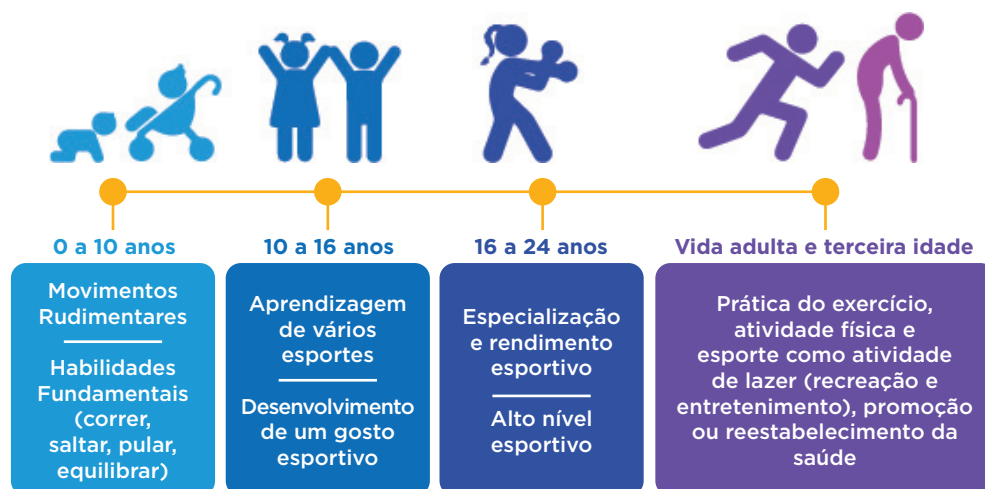 0 a 10 anos
Movimentos
Rudimentares
Habilidades
Fundamentais
(correr,
saltar, pular,
equilibrar)
10 a 16 anos
Aprendizagem
de vários
esportes
Desenvolvimento
de um gosto
esportivo
16 a 24 anos
Especialização
e rendimento
esportivo
Alto nível
esportivo
Vida adulta e terceira idade
Prática do exercício,
atividade física e
esporte como atividade
de lazer (recreação e
entretenimento), promoção
ou reestabelecimento da
saúde